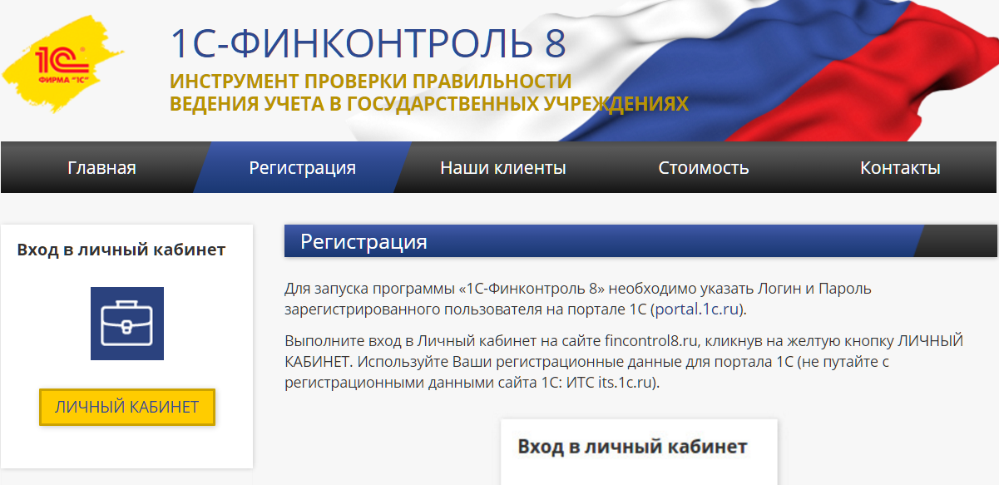 1С®
ФИРМА "1С"
1С-ФИНКОНТРОЛЬ 8
ИНСТРУМЕНТ ПРОВЕРКИ ПРАВИЛЬНОСТИ
ВЕДЕНИЯ УЧЕТА В ГОСУДАРСТВЕННЫХ УЧРЕЖДЕНИЯХ
Главная Регистрация Наши клиенты Стоимость Контакты
Вход в личный кабинет
ЛИЧНЫЙ КАБИНЕТ
Регистрация
Для запуска программы «1С-Финконтроль 8» необходимо указать Логин и Пароль
зарегистрированного пользователя на портале 1С (portal.1c.ru).
Выполните вход в Личный кабинет на сайте fincontrol8.ru, кликнув на желтую кнопку ЛИЧНЫЙ
КАБИНЕТ. Используйте Ваши регистрационные данные для портала 1С (не путайте с
регистрационными данными сайта 1С: ИТС its.1c.ru).
Вход в личный кабинет